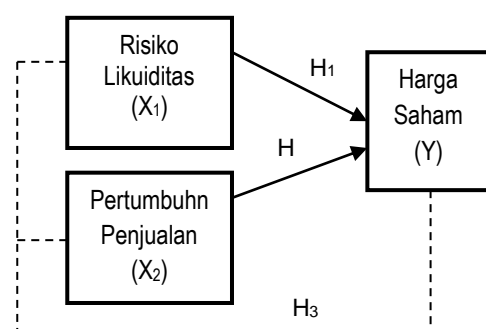 Risiko
Likuiditas
(X₁)
H₁
Harga
Saham
(Y)
H
Pertumbuhn
Penjualan
(X₂)
H₃